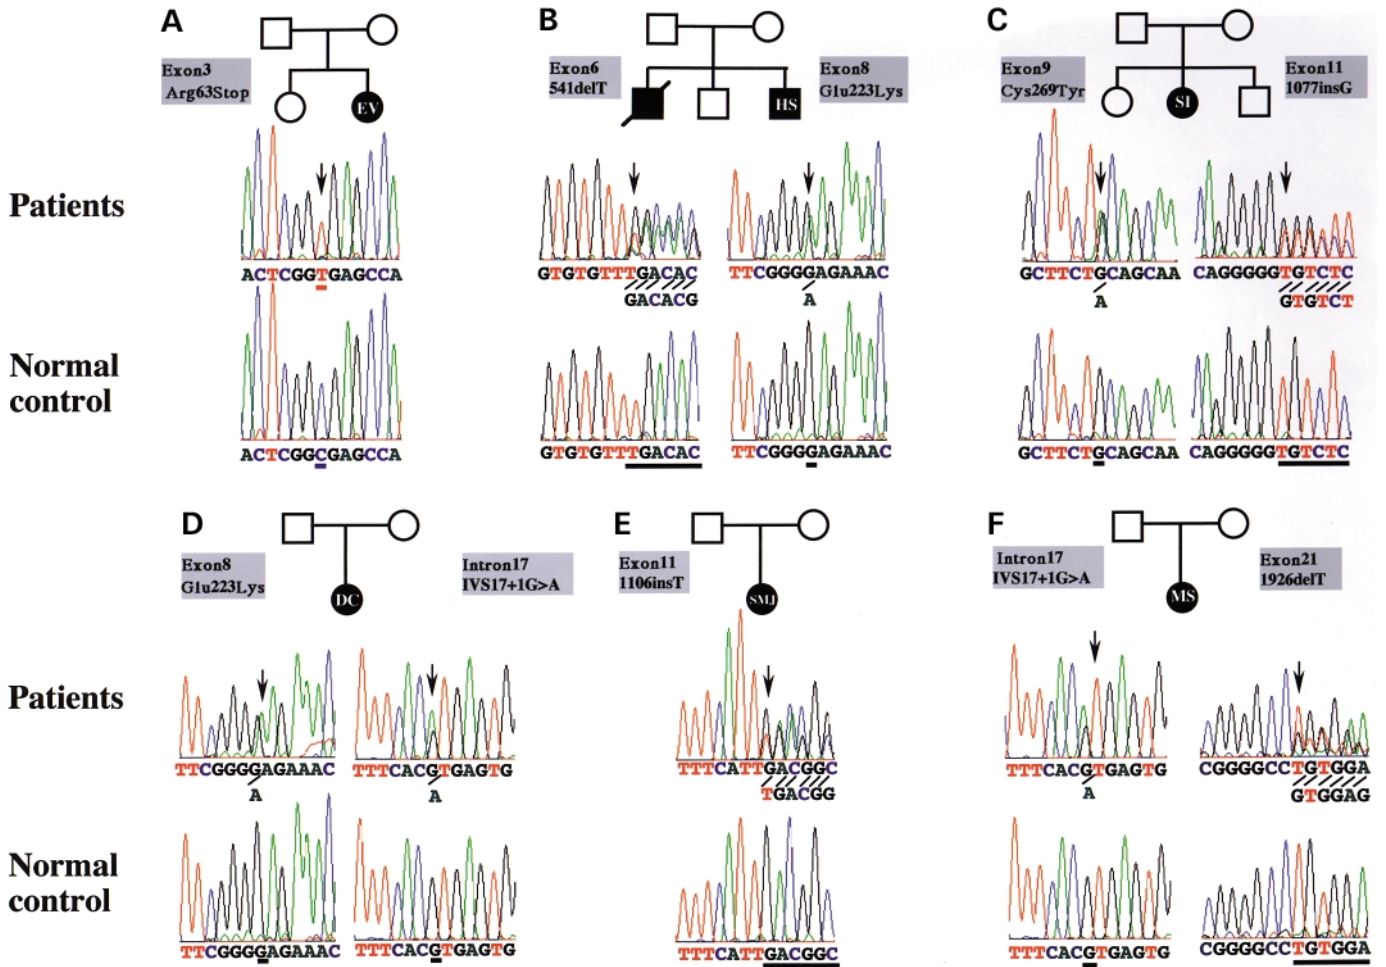 A
B
C
Exon3
Arg63Stop
EV
Exon6
541delT
HS
Exon8
Glu223Lys
Exon9
Cys269Tyr
SI
Exon11
1077insG
Patients
ACTCGGTGAGCCA
GTGTGTTTGACAC
GACACG
TTCGGGGAGAAAC
A
GCTTCTGCAGCAA
A
CAGGGGGTGTCTC
GTGTCT
Normal
control
ACTCGGCGAGCCA
GTGTGTTTGACAC
TTCGGGGAGAAAC
GCTTCTGCAGCAA
CAGGGGGTGTCTC
D
E
F
Exon8
Glu223Lys
DC
Intron17
IVS17+1G>A
Exon11
1106insT
SMJ
Intron17
IVS17+1G>A
MS
Exon21
1926delT
Patients
TTCGGGGAGAAAC
A
TTTCACGTGAGTG
A
TTTCATTGACGGC
TGACGG
TTTCACGTGAGTG
A
CGGGGCCTGTGGA
GTGGAG
Normal
control
TTCGGGGAGAAAC
TTTCACGTGAGTG
TTTCATTGACGGC
TTTCACGTGAGTG
CGGGGCCTGTGGA